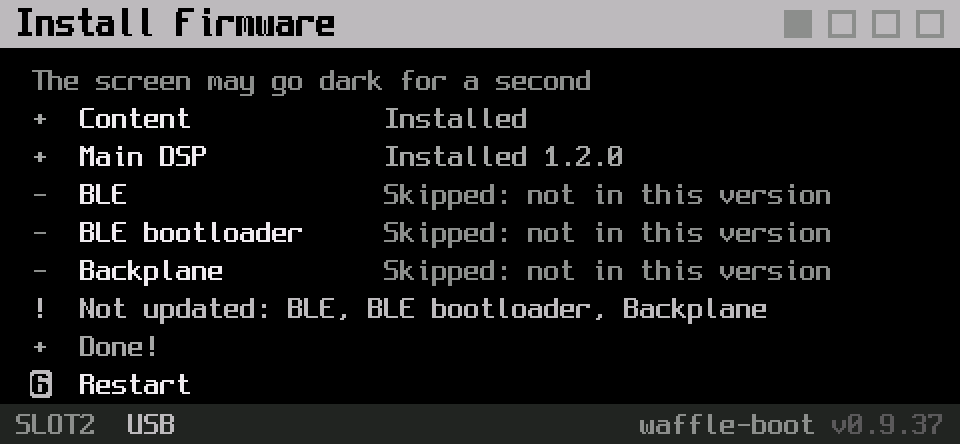 Install Firmware
The screen may go dark for a second
+ Content Installed
+ Main DSP Installed 1.2.0
- BLE Skipped: not in this version
- BLE bootloader Skipped: not in this version
- Backplane Skipped: not in this version
! Not updated: BLE, BLE bootloader, Backplane
+ Done!
6 Restart
SLOT2 USB waffle-boot v0.9.37